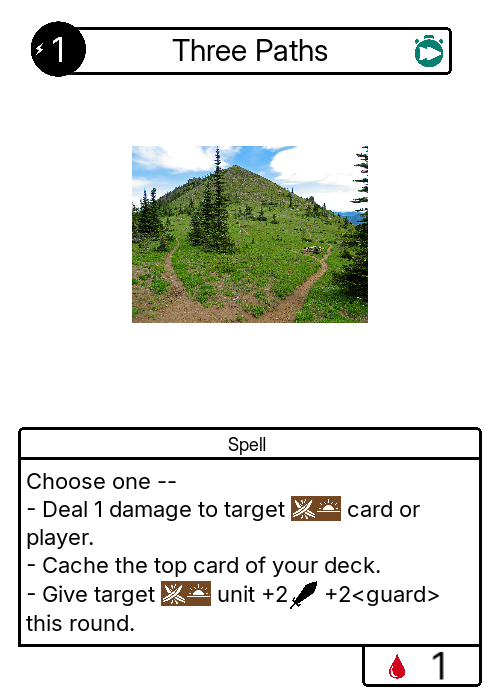 1
Three Paths
Spell
Choose one --
- Deal 1 damage to target card or
player.
- Cache the top card of your deck.
- Give target unit +2 +2<guard>
this round.
1